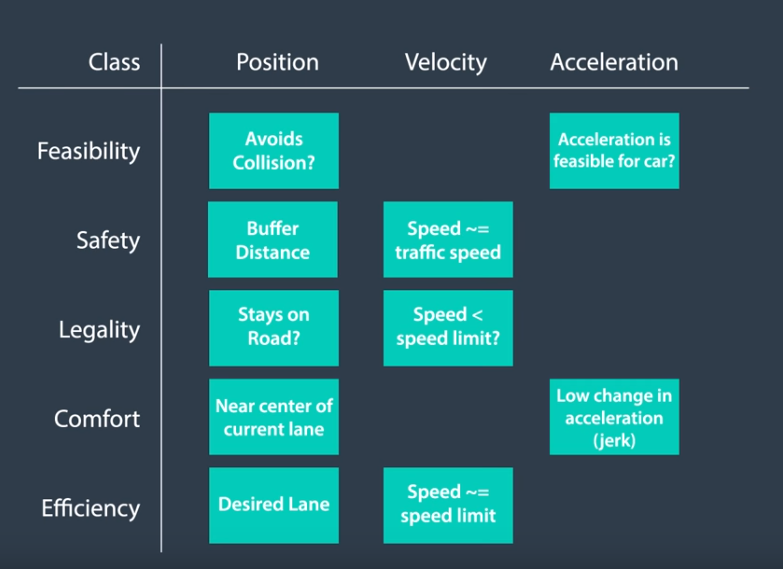 Class Position Velocity Acceleration
Feasibility
Avoids
Collision?
Acceleration is
feasible for car?
Safety
Buffer
Distance
Speed ~=
traffic speed
Legality
Stays on
Road?
Speed <
speed limit?
Comfort
Near center of
current lane
Low change in
acceleration
(jerk)
Efficiency
Desired Lane
Speed ~=
speed limit